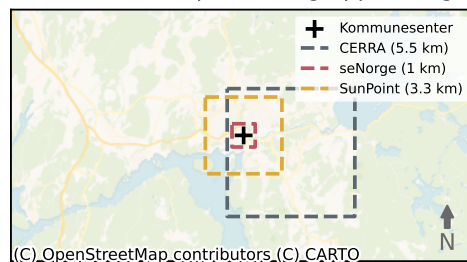 Kommunesenter
CERRA (5.5 km)
seNorge (1 km)
SunPoint (3.3 km)
N
(C) OpenStreetMap contributors (C) CARTO